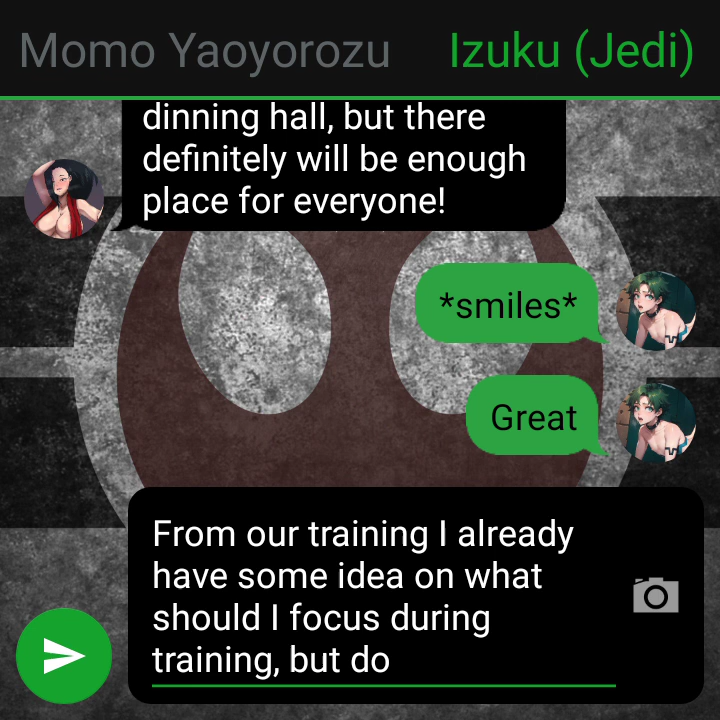 Momo Yaoyorozu
Izuku (Jedi)
dinning hall, but there
definitely will be enough
place for everyone!
*smiles*
Great
From our training I already
have some idea on what
should I focus during
training, but do